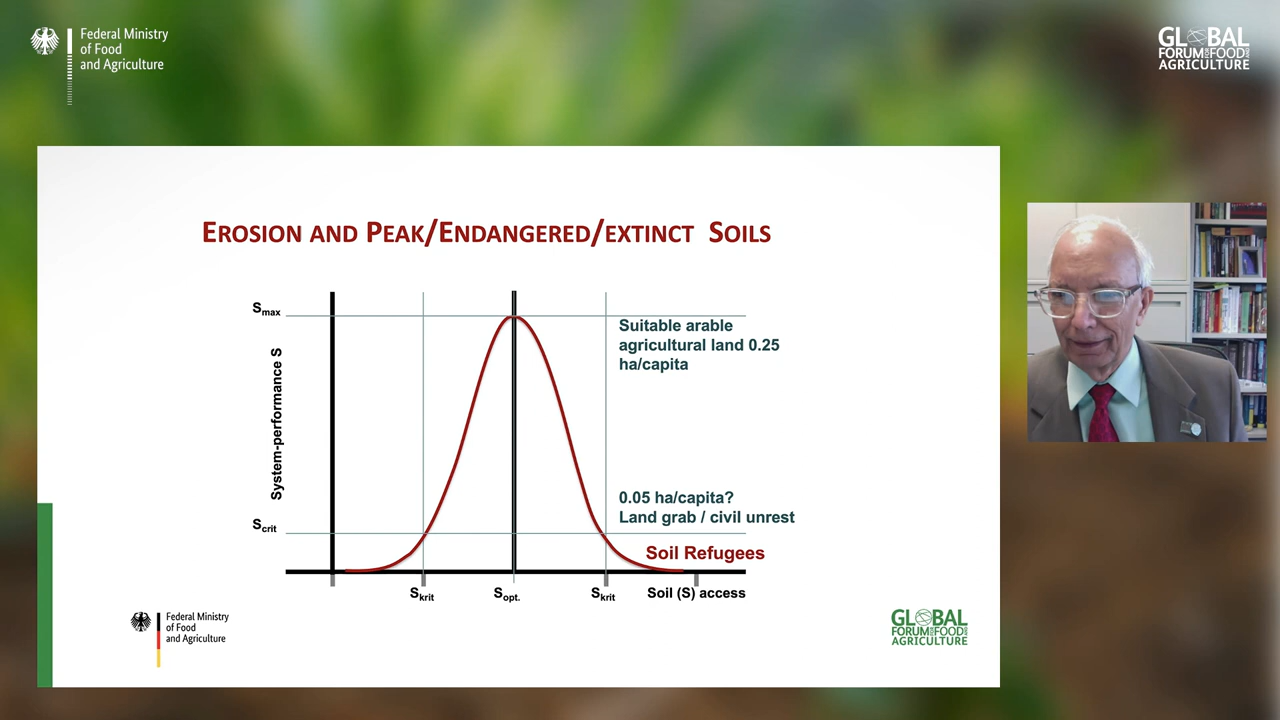 Federal Ministry
of Food
and Agriculture
GLOBAL
FORUM FOR FOOD AND
AGRICULTURE
EROSION AND PEAK/ENDANGERED/EXTINCT SOILS
Smax
Suitable arable
agricultural land 0.25
ha/capita
System-performance S
0.05 ha/capita?
Land grab / civil unrest
Scrit
Soil Refugees
Skrit
Sopt.
Skrit
Soil (S) access
Federal Ministry
of Food
and Agriculture
GLOBAL
FORUM FOR FOOD AND
AGRICULTURE